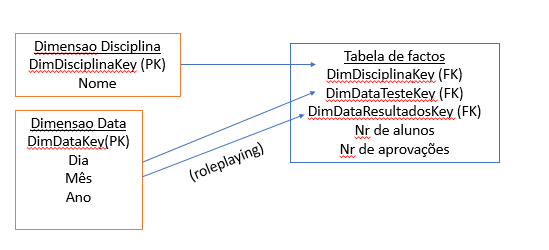 Dimensao Disciplina
DimDisciplinaKey (PK)
Nome
Dimensao Data
DimDataKey(PK)
Dia
Mês
Ano
(roleplaying)
Tabela de factos
DimDisciplinaKey (FK)
DimDataTesteKey (FK)
DimDataResultadosKey (FK)
Nr de alunos
Nr de aprovações